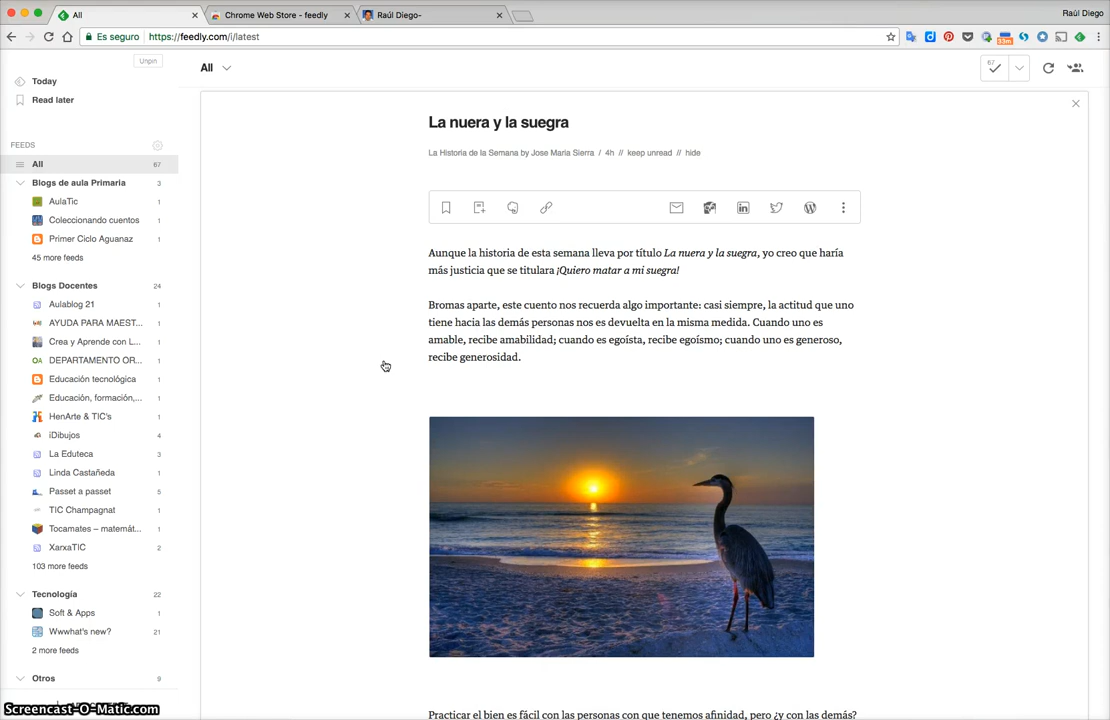 All
Chrome Web Store - feedly
Raúl Diego-
Raúl Diego
Es seguro
https://feedly.com/i/latest
33m
Unpin
Today
Read later
FEEDS
All 67
Blogs de aula Primaria 3
AulaTic 1
Coleccionando cuentos 1
Primer Ciclo Aguanaz 1
45 more feeds
Blogs Docentes 24
Aulablog 21 1
AYUDA PARA MAEST... 1
Crea y Aprende con L... 1
DEPARTAMENTO OR... 1
Educación tecnológica 1
Educación, formación,... 1
HenArte & TIC's 1
iDibujos 4
La Eduteca 3
Linda Castañeda 1
Passet a passet 5
TIC Champagnat 1
Tocamates – matemát... 1
XarxaTIC 2
103 more feeds
Tecnología 22
Soft & Apps 1
Wwwhat's new? 21
2 more feeds
Otros 9
Screencast-O-Matic.com
All
67
La nuera y la suegra
La Historia de la Semana by Jose Maria Sierra / 4h // keep unread // hide
Aunque la historia de esta semana lleva por título La nuera y la suegra, yo creo que haría
más justicia que se titulara ¡Quiero matar a mi suegra!
Bromas aparte, este cuento nos recuerda algo importante: casi siempre, la actitud que uno
tiene hacia las demás personas nos es devuelta en la misma medida. Cuando uno es
amable, recibe amabilidad; cuando es egoísta, recibe egoísmo; cuando uno es generoso,
recibe generosidad.
Practicar el bien es fácil con las personas con que tenemos afinidad, pero ¿y con las demás?